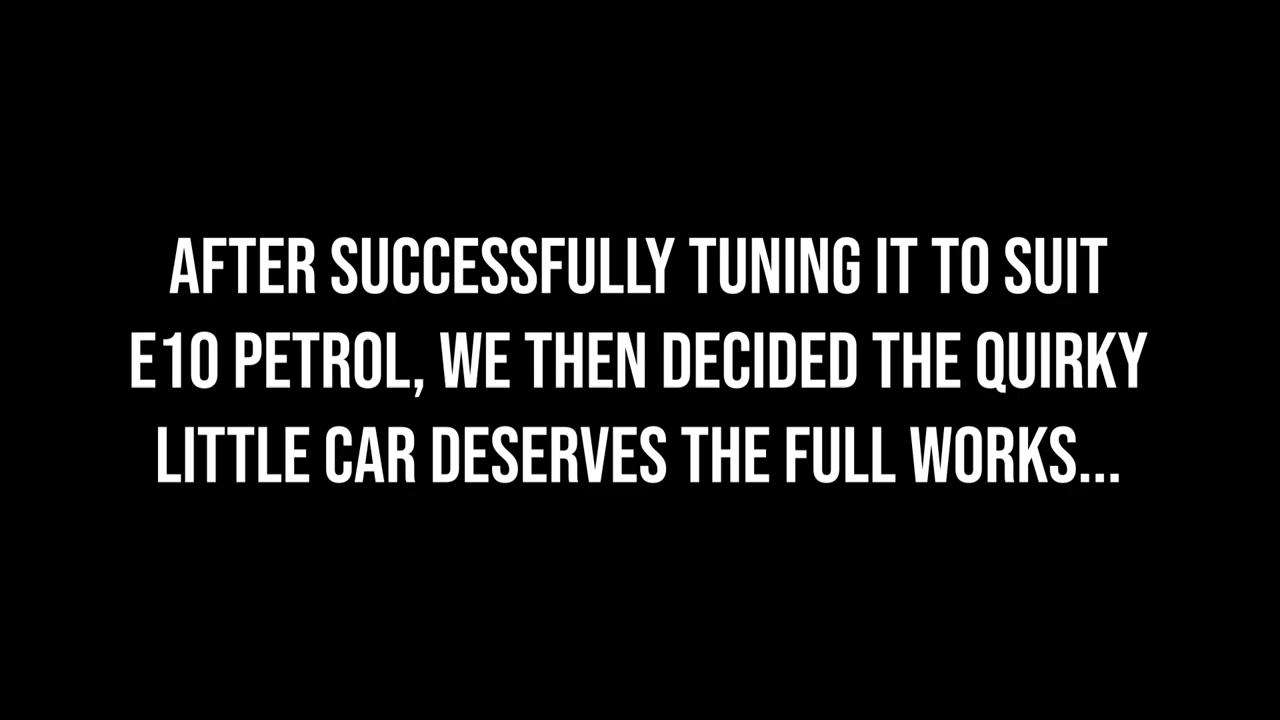 AFTER SUCCESSFULLY TUNING IT TO SUIT
E10 PETROL, WE THEN DECIDED THE QUIRKY
LITTLE CAR DESERVES THE FULL WORKS...